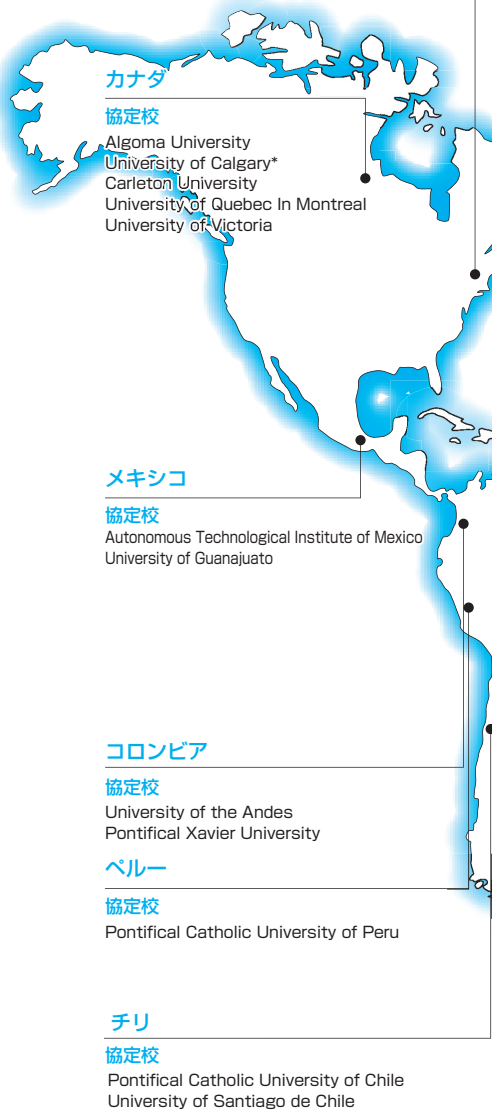 カナダ
協定校
Algoma University
University of Calgary*
Carleton University
University of Quebec In Montreal
University of Victoria
メキシコ
協定校
Autonomous Technological Institute of Mexico
University of Guanajuato
コロンビア
協定校
University of the Andes
Pontifical Xavier University
ペルー
協定校
Pontifical Catholic University of Peru
チリ
協定校
Pontifical Catholic University of Chile
University of Santiago de Chile